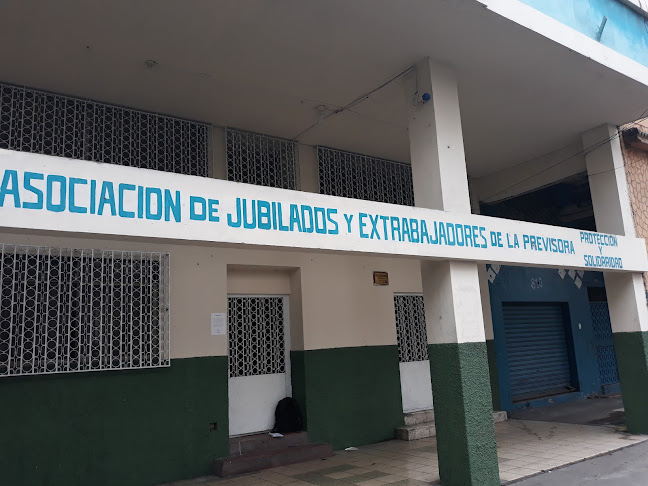 ASOCIACION DE JUBILADOS Y EXTRABAJADORES DE LA PREVISORA
PROTECCION
Y
SOLIDARIDAD